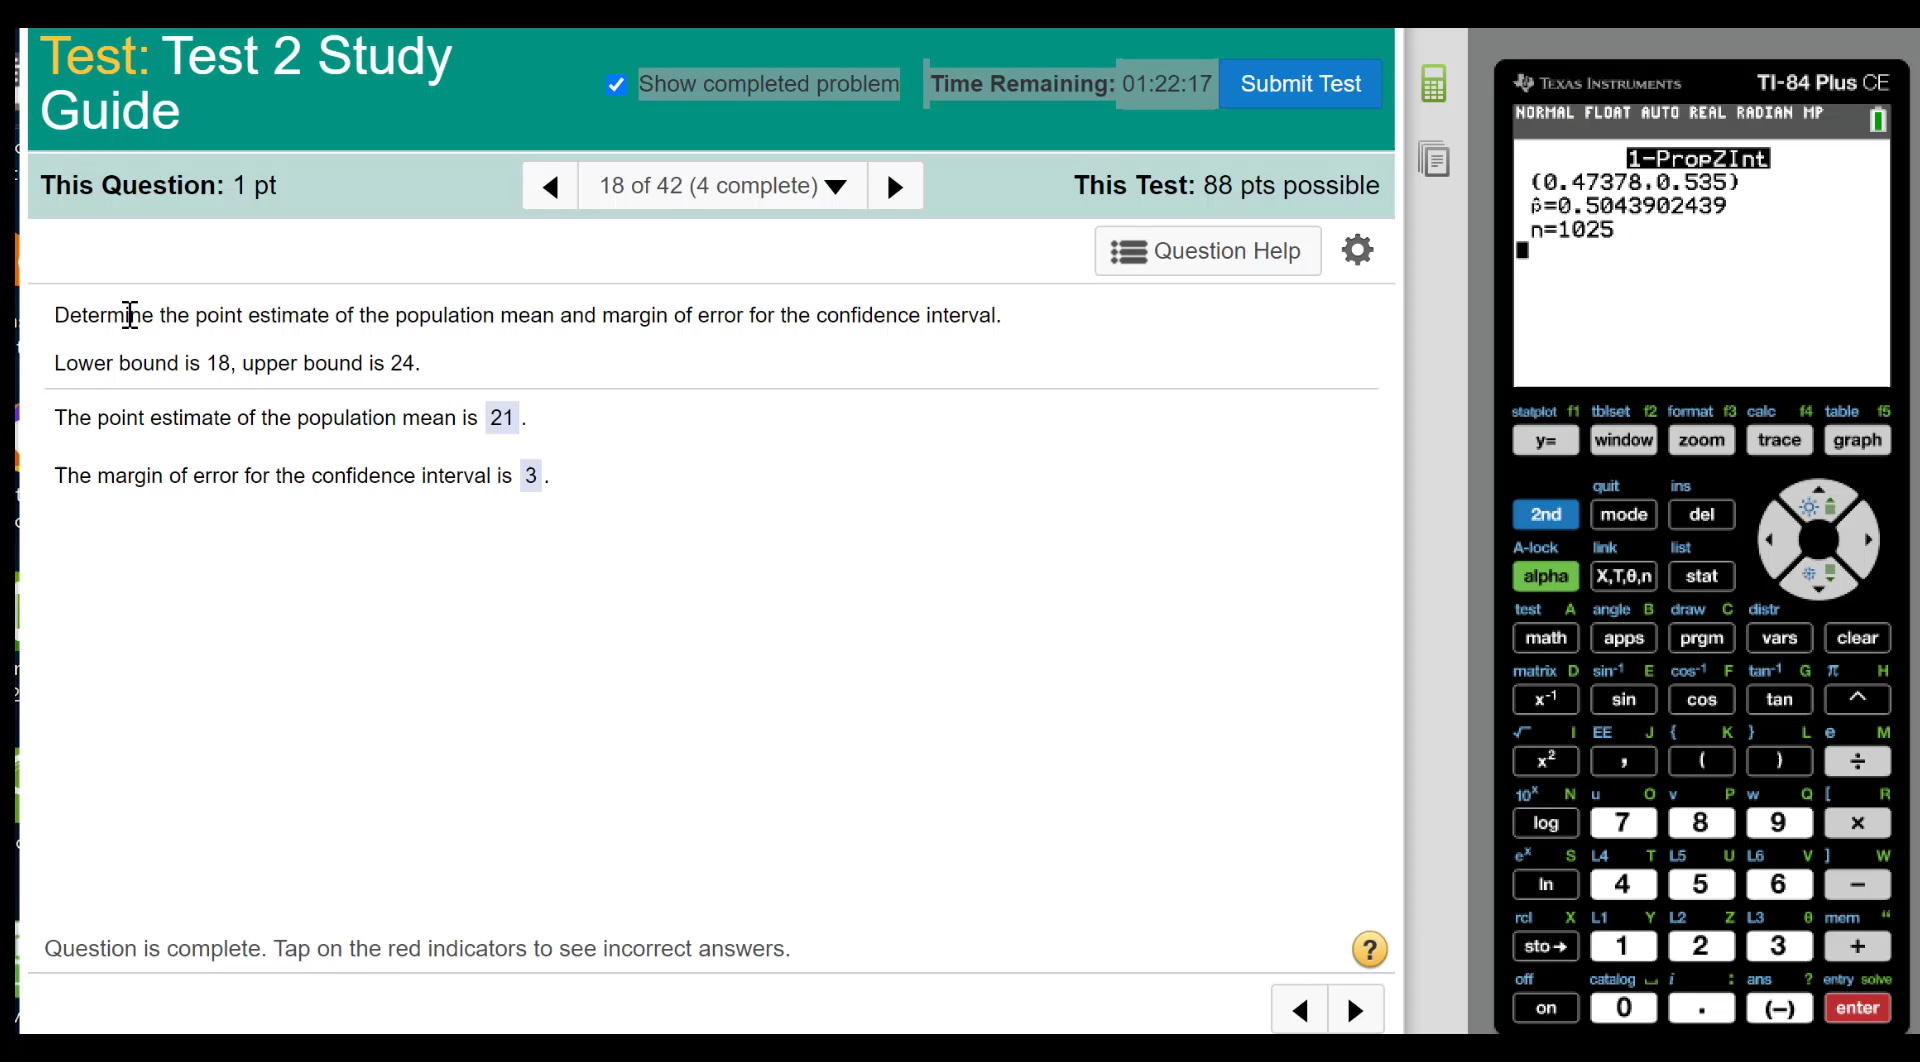 Test: Test 2 Study
Guide
Show completed problem
Time Remaining: 01:22:17
Submit Test
This Question: 1 pt
18 of 42 (4 complete)
This Test: 88 pts possible
Question Help
Determine the point estimate of the population mean and margin of error for the confidence interval.
Lower bound is 18, upper bound is 24.
The point estimate of the population mean is 21.
The margin of error for the confidence interval is 3.
Question is complete. Tap on the red indicators to see incorrect answers.
?
TEXAS INSTRUMENTS TI-84 Plus CE
NORMAL FLOAT AUTO REAL RADIAN MP
1-PropZInt
(0.47378,0.535)
p̂=0.5043902439
n=1025
statplot f1 tblset f2 format f3 calc f4 table f5
y= window zoom trace graph
quit ins
2nd mode del
A-lock link list
alpha X,T,θ,n stat
test A angle B draw C distr
math apps prgm vars clear
matrix D sin-1 E cos-1 F tan-1 G π H
x-1 sin cos tan ^
√ I EE J { K } L e M
x2 , ( ) ÷
10x N u O v P w Q [ R
log 7 8 9 ×
ex S L4 T L5 U L6 V ] W
ln 4 5 6 −
rcl X L1 Y L2 Z L3 θ mem "
sto→ 1 2 3 +
off catalog ⎵ i : ans ? entry solve
on 0 . (−) enter